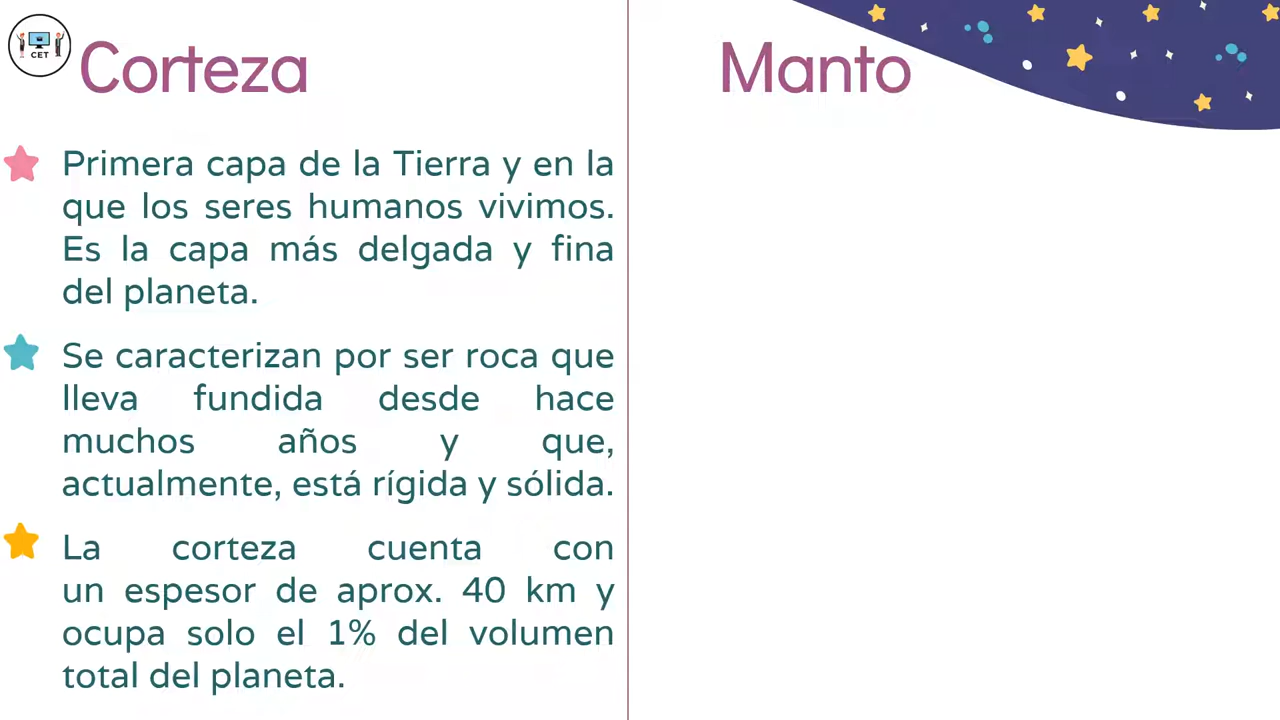 CET
Corteza
Primera capa de la Tierra y en la
que los seres humanos vivimos.
Es la capa más delgada y fina
del planeta.
Se caracterizan por ser roca que
lleva fundida desde hace
muchos años y que,
actualmente, está rígida y sólida.
La corteza cuenta con
un espesor de aprox. 40 km y
ocupa solo el 1% del volumen
total del planeta.
Manto